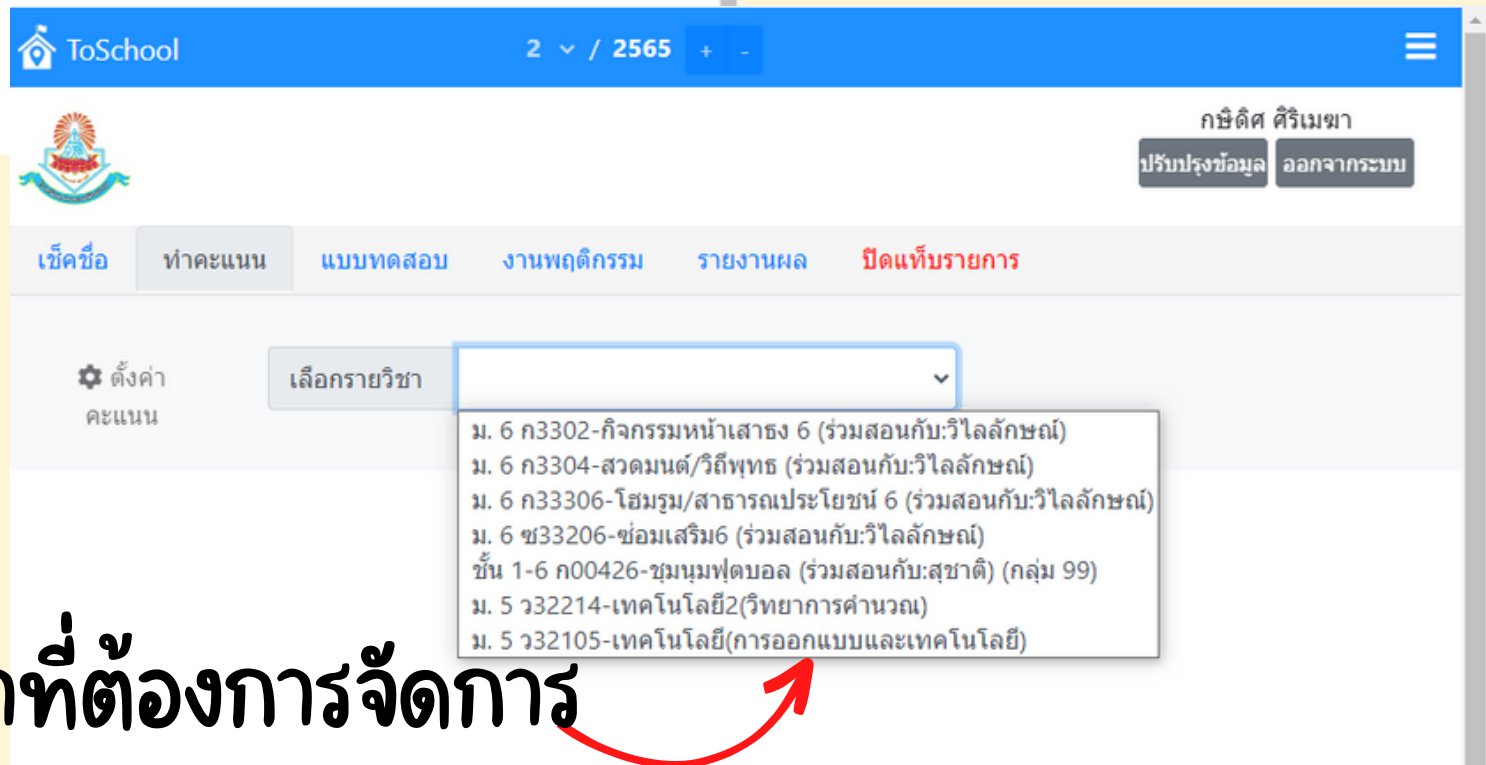 ToSchool
2 / 2565 + -
กษิดิศ ศิริเมฆา
ปรับปรุงข้อมูล ออกจากระบบ
เช็คชื่อ ทำคะแนน แบบทดสอบ งานพฤติกรรม รายงานผล ปิดแท็บรายการ
ตั้งค่า
คะแนน
เลือกรายวิชา
ม. 6 ก3302-กิจกรรมหน้าเสาธง 6 (ร่วมสอนกับ:วิไลลักษณ์)
ม. 6 ก3304-สวดมนต์/วิถีพุทธ (ร่วมสอนกับ:วิไลลักษณ์)
ม. 6 ก33306-โฮมรูม/สาธารณประโยชน์ 6 (ร่วมสอนกับ:วิไลลักษณ์)
ม. 6 ซ33206-ซ่อมเสริม6 (ร่วมสอนกับ:วิไลลักษณ์)
ชั้น 1-6 ก00426-ชุมนุมฟุตบอล (ร่วมสอนกับ:สุชาติ) (กลุ่ม 99)
ม. 5 ว32214-เทคโนโลยี2(วิทยาการคำนวณ)
ม. 5 ว32105-เทคโนโลยี(การออกแบบและเทคโนโลยี)
ที่ต้องการจัดการ